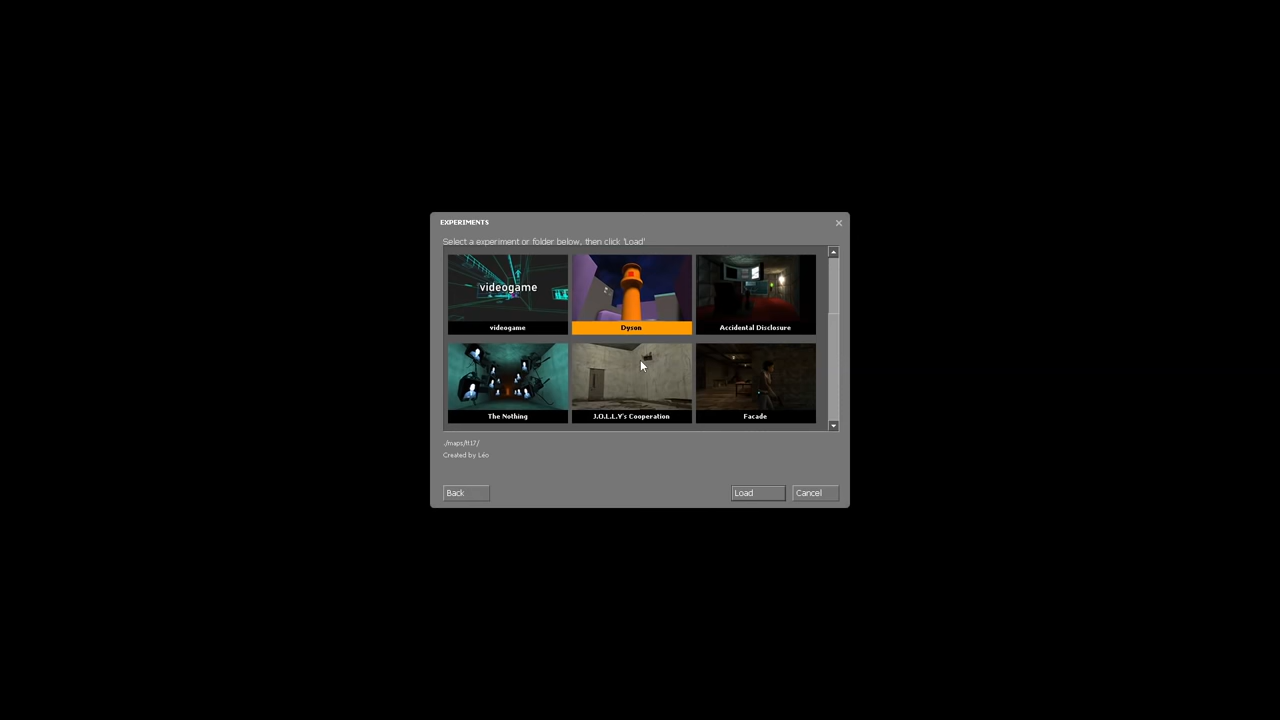 EXPERIMENTS
Select a experiment or folder below, then click 'Load'
videogame
videogame
Dyson
Accidental Disclosure
The Nothing
J.O.L.L.Y's Cooperation
Facade
./maps/tt17/
Created by Léo
Back
Load
Cancel